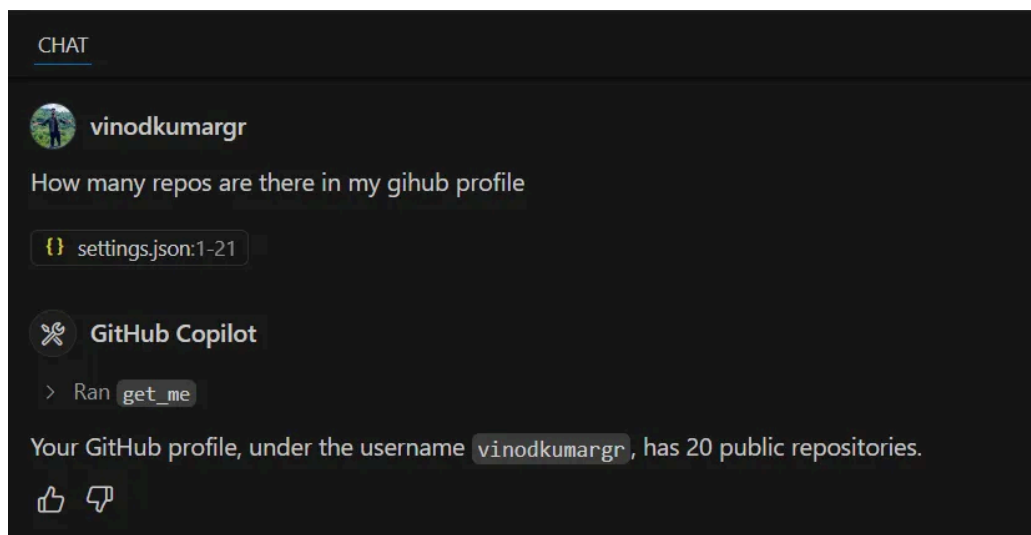 CHAT
vinodkumargr
How many repos are there in my gihub profile
{} settings.json:1-21
GitHub Copilot
> Ran get_me
Your GitHub profile, under the username vinodkumargr, has 20 public repositories.